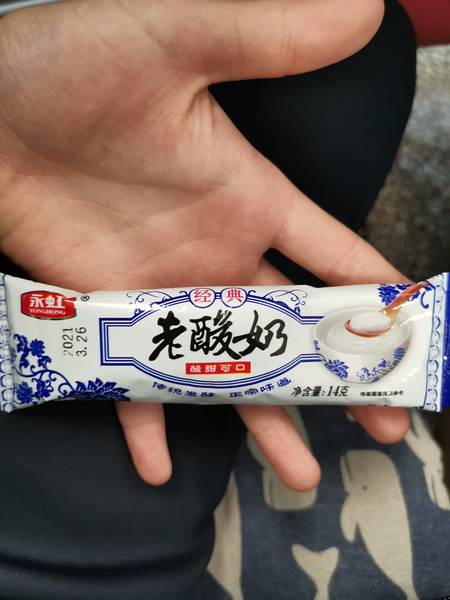 永虹®
YONGHONG
2021
3.26
经典
老酸奶
酸甜可口
传统发酵 正宗味道
净含量:14克